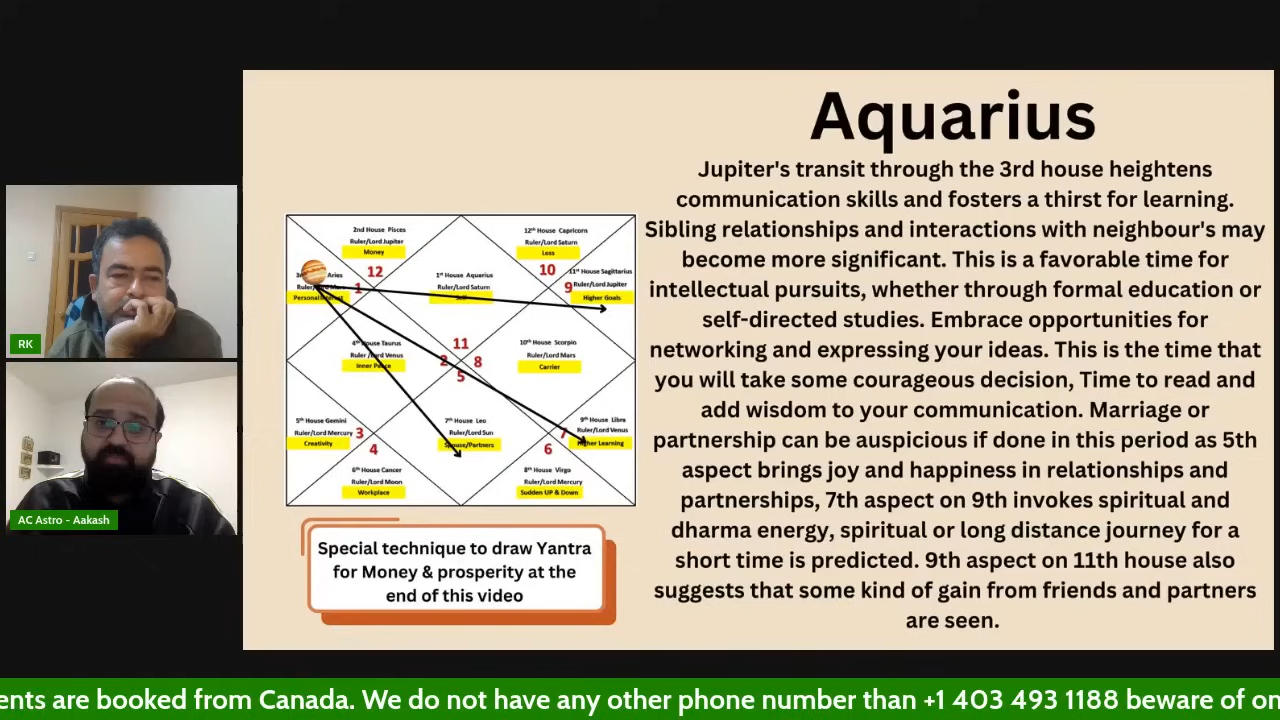 Aquarius
Jupiter's transit through the 3rd house heightens
communication skills and fosters a thirst for learning.
Sibling relationships and interactions with neighbour's may
become more significant. This is a favorable time for
intellectual pursuits, whether through formal education or
self-directed studies. Embrace opportunities for
networking and expressing your ideas. This is the time that
you will take some courageous decision, Time to read and
add wisdom to your communication. Marriage or
partnership can be auspicious if done in this period as 5th
aspect brings joy and happiness in relationships and
partnerships, 7th aspect on 9th invokes spiritual and
dharma energy, spiritual or long distance journey for a
short time is predicted. 9th aspect on 11th house also
suggests that some kind of gain from friends and partners
are seen.
2nd House Pisces
Ruler/Lord Jupiter
Money
12
12th House Capricorn
Ruler/Lord Saturn
Loss
10
Aries
1
1st House Aquarius
Ruler/Lord Saturn
11th House Sagittarius
Ruler/Lord Jupiter
Higher Goals
9
4th House Taurus
Ruler/Lord Venus
Inner Peace
11
2
8
5
10th House Scorpio
Ruler/Lord Mars
Carrier
5th House Gemini
Ruler/Lord Mercury
Creativity
3
4
7th House Leo
Ruler/Lord Sun
Spouse/Partners
9th House Libra
Ruler/Lord Venus
Higher Learning
7
6
6th House Cancer
Ruler/Lord Moon
Workplace
8th House Virgo
Ruler/Lord Mercury
Sudden UP & Down
Special technique to draw Yantra
for Money & prosperity at the
end of this video
RK
AC Astro - Aakash
ents are booked from Canada. We do not have any other phone number than +1 403 493 1188 beware of on